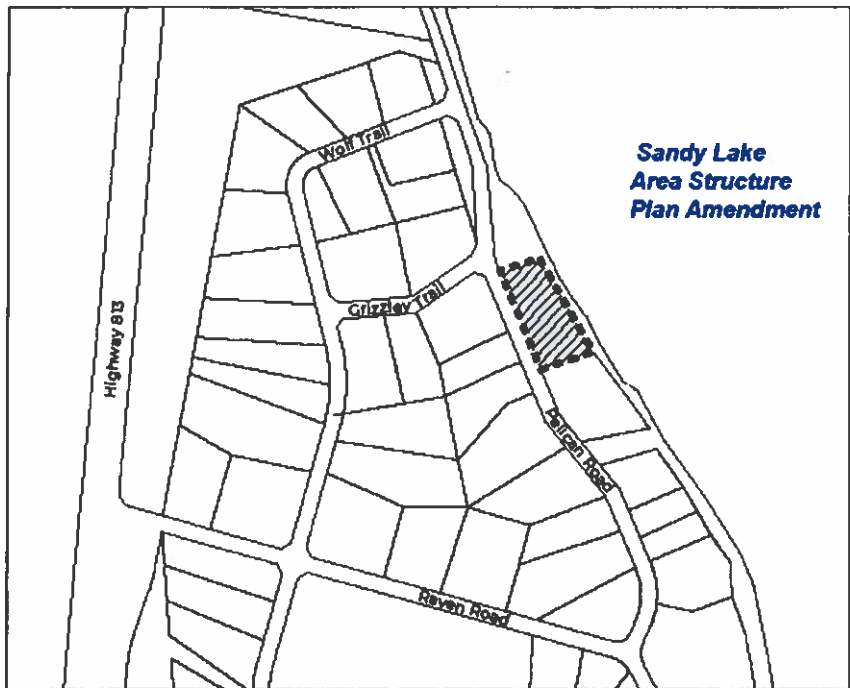 Wolf Trail
Sandy Lake
Area Structure
Plan Amendment
Grizzley Trail
Highway 813
Pelican Road
Raven Road